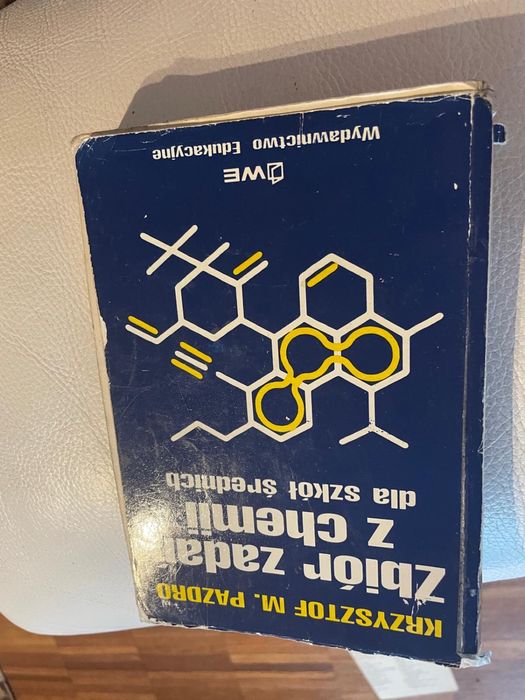 KRZYSZTOF M. PAZDRO
Zbiór zadań
z chemii
dla szkół średnich
WE
Wydawnictwo Edukacyjne